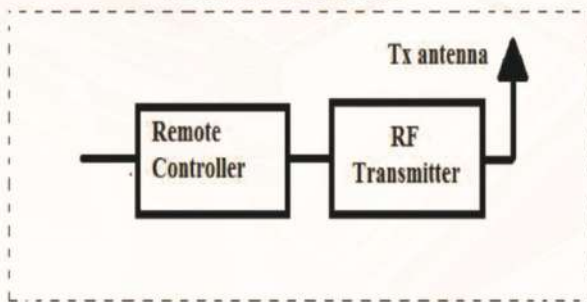 Tx antenna
Remote
Controller
RF
Transmitter